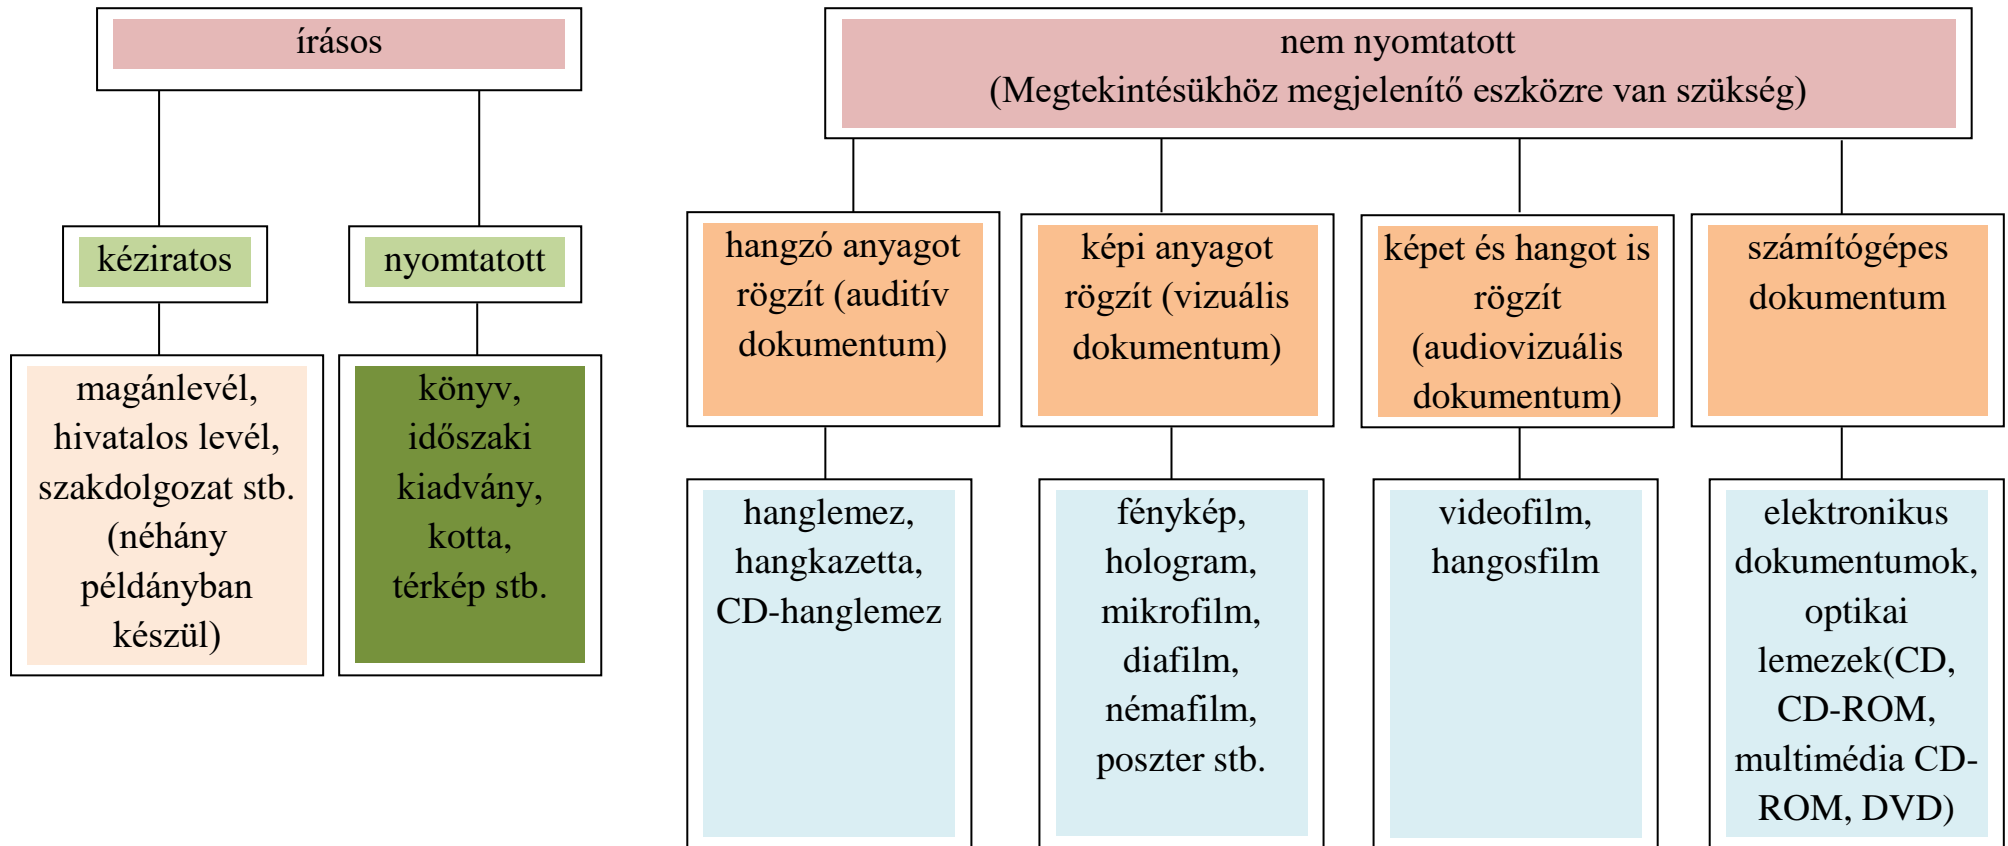 írásos
kéziratos
nyomtatott
magánlevél,
hivatalos levél,
szakdolgozat stb.
(néhány
példányban
készül)
könyv,
időszaki
kiadvány,
kotta,
térkép stb.
nem nyomtatott
(Megtekintésükhöz megjelenítő eszközre van szükség)
hangzó anyagot
rögzít (auditív
dokumentum)
képi anyagot
rögzít (vizuális
dokumentum)
képet és hangot is
rögzít
(audiovizuális
dokumentum)
számítógépes
dokumentum
hanglemez,
hangkazetta,
CD-hanglemez
fénykép,
hologram,
mikrofilm,
diafilm,
némafilm,
poszter stb.
videofilm,
hangosfilm
elektronikus
dokumentumok,
optikai
lemezek(CD,
CD-ROM,
multimédia CD-
ROM, DVD)